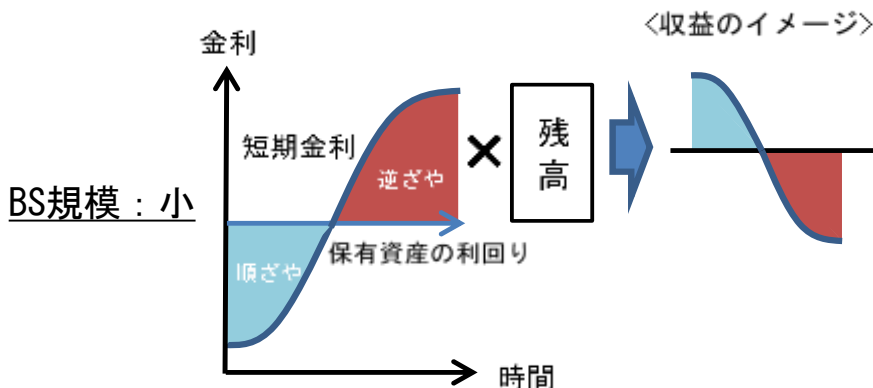 <収益のイメージ>
金利
短期金利
逆ざや
×
残高
BS規模：小
順ざや
保有資産の利回り
時間